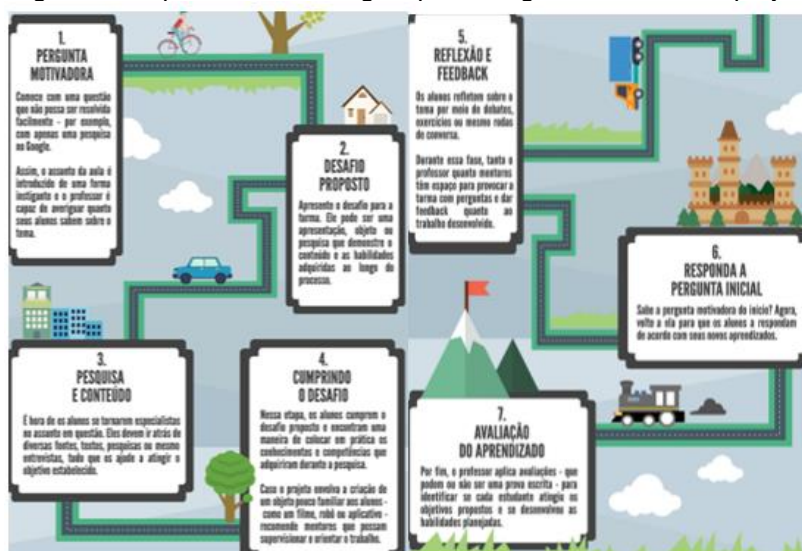 1.
PERGUNTA
MOTIVADORA
Comece com uma questão
que não possa ser resolvida
facilmente - por exemplo,
com apenas uma pesquisa
no Google.
Assim, o assunto da aula é
introduzido de uma forma
instigante e o professor é
capaz de averiguar quanto
seus alunos sabem sobre o
tema.
2.
DESAFIO
PROPOSTO
Apresente o desafio para a
turma. Ele pode ser uma
apresentação, objeto ou
pesquisa que demonstre o
conteúdo e as habilidades
adquiridas ao longo do
processo.
3.
PESQUISA
E CONTEÚDO
É hora de os alunos se tornarem especialistas
no assunto em questão. Eles devem ir atrás de
diversas fontes, textos, pesquisas ou mesmo
entrevistas, tudo que os ajude a atingir o
objetivo estabelecido.
4.
CUMPRINDO
O DESAFIO
Nessa etapa, os alunos cumprem o
desafio proposto e encontram uma
maneira de colocar em prática os
conhecimentos e competências que
adquiriram durante a pesquisa.
Caso o projeto envolva a criação de
um objeto pouco familiar aos alunos -
como um filme, robô ou aplicativo -
recomende mentores que possam
supervisionar e orientar o trabalho.
5.
REFLEXÃO E
FEEDBACK
Os alunos refletem sobre o
tema por meio de debates,
exercícios ou mesmo rodas
de conversa.
Durante essa fase, tanto o
professor quanto mentores
têm espaço para provocar a
turma com perguntas e dar
feedback quanto ao
trabalho desenvolvido.
6.
RESPONDA A
PERGUNTA INICIAL
Sabe a pergunta motivadora do início? Agora,
volte a ela para que os alunos a respondam
de acordo com seus novos aprendizados.
7.
AVALIAÇÃO
DO APRENDIZADO
Por fim, o professor aplica avaliações - que
podem ou não ser uma prova escrita - para
identificar se cada estudante atingiu os
objetivos propostos e se desenvolveu as
habilidades planejadas.